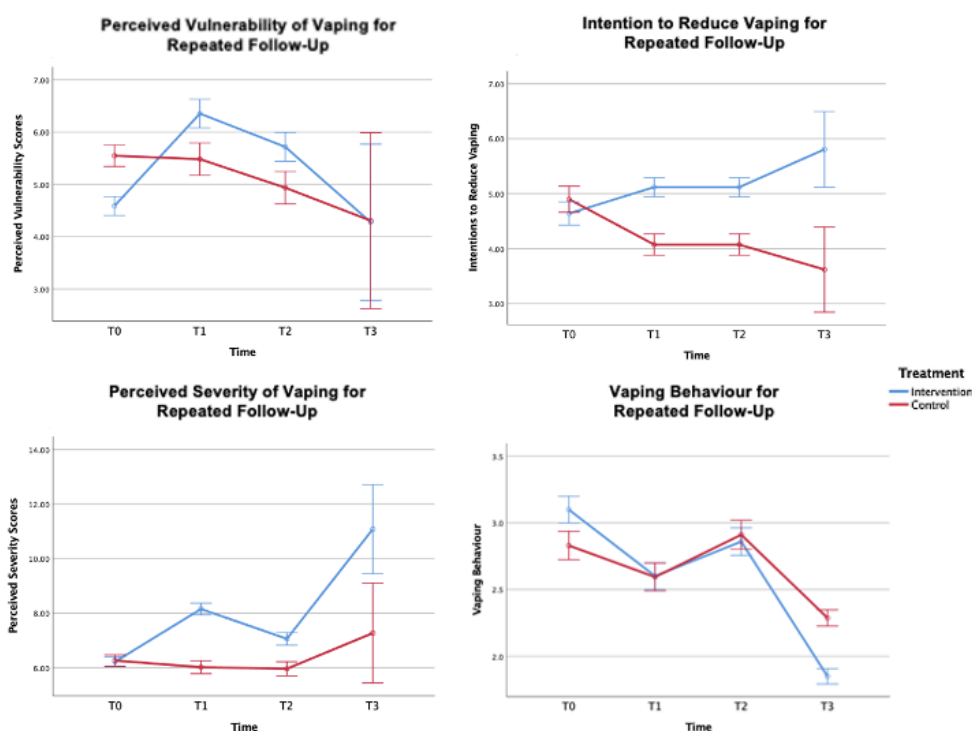 Perceived Vulnerability of Vaping for
Repeated Follow-Up
Perceived Vulnerability Scores
7.00
6.00
5.00
4.00
3.00
T0 T1 T2 T3
Time
Intention to Reduce Vaping for
Repeated Follow-Up
Intentions to Reduce Vaping
7.00
6.00
5.00
4.00
3.00
T0 T1 T2 T3
Time
Perceived Severity of Vaping for
Repeated Follow-Up
Perceived Severity Scores
14.00
12.00
10.00
8.00
6.00
T0 T1 T2 T3
Time
Vaping Behaviour for
Repeated Follow-Up
Vaping Behaviour
3.5
3.0
2.5
2.0
T0 T1 T2 T3
Time
Treatment
Intervention
Control